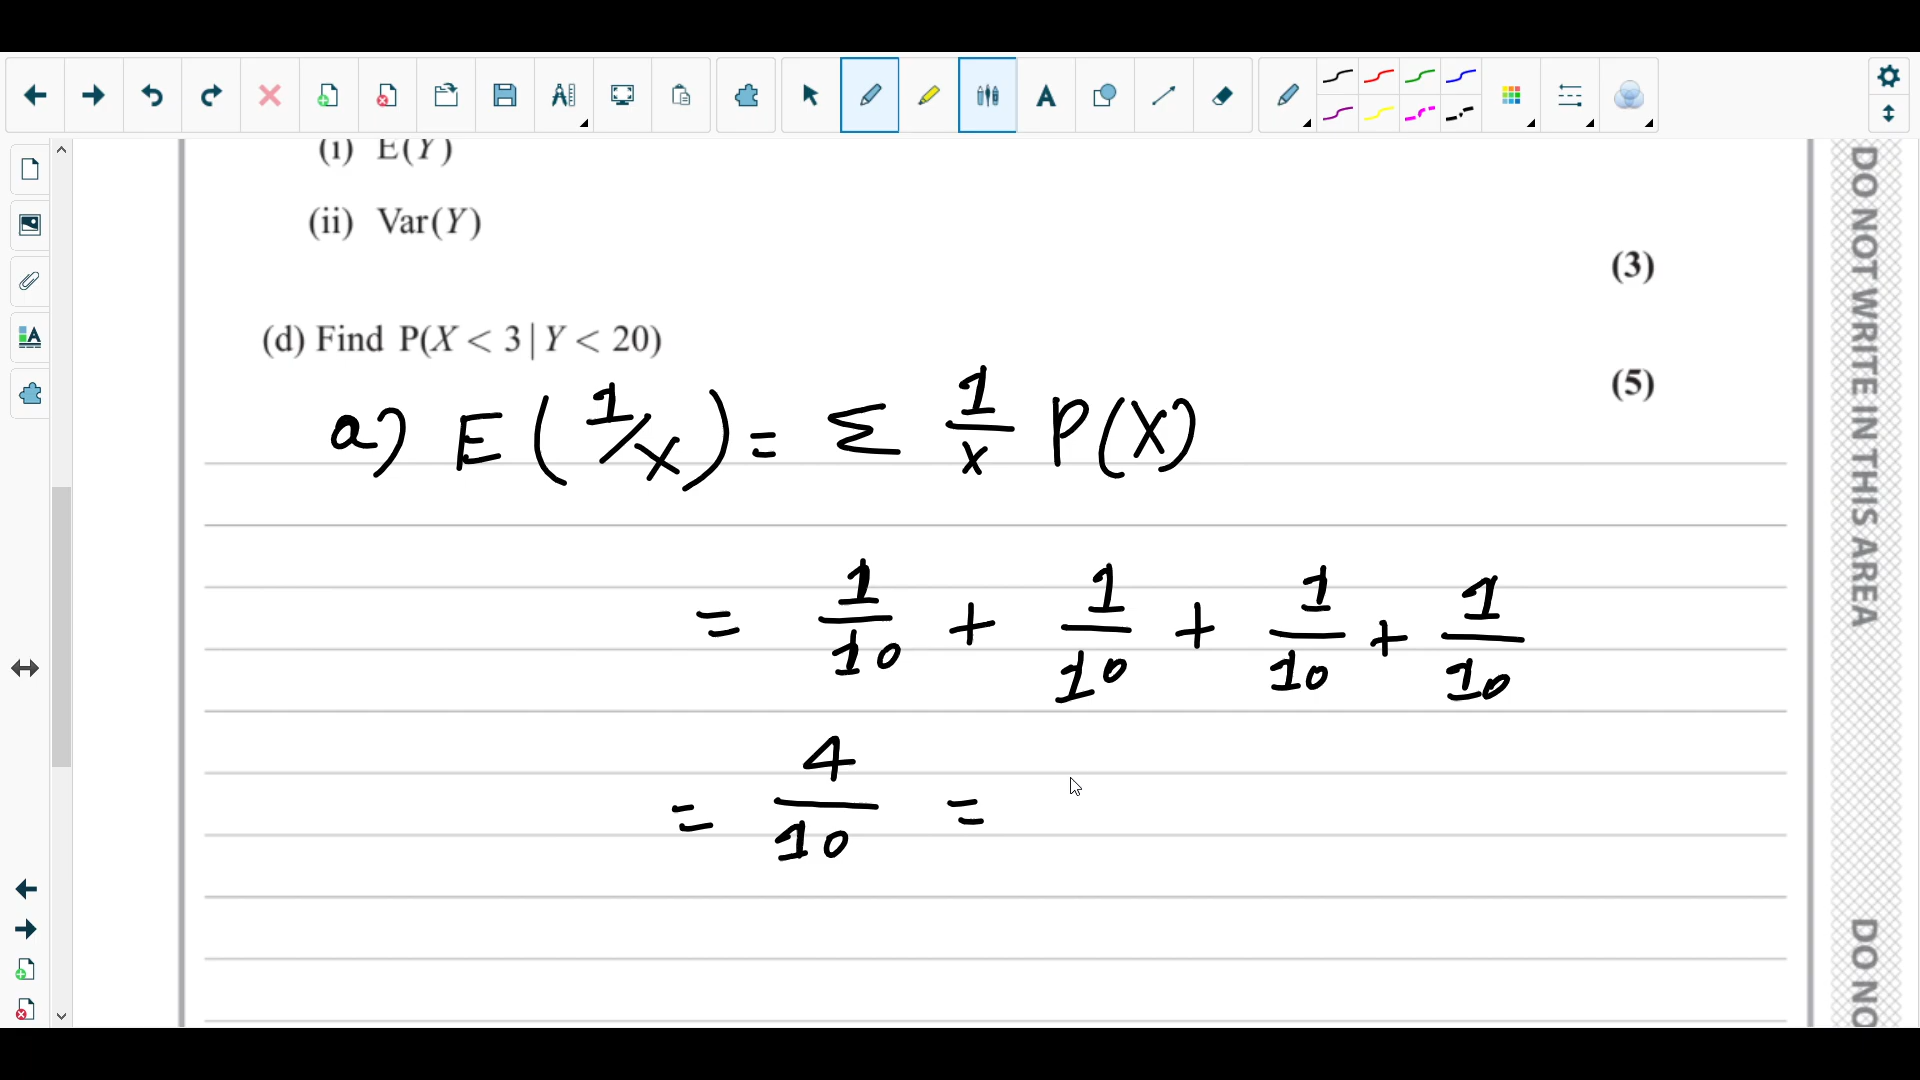 (i) E(Y)
(ii) Var(Y)
(3)
(d) Find P(X < 3 | Y < 20)
(5)
a) E(1/X) = Σ 1/x P(X)
= 1/10 + 1/10 + 1/10 + 1/10
= 4/10 =
DO NOT WRITE IN THIS AREA
DO NO